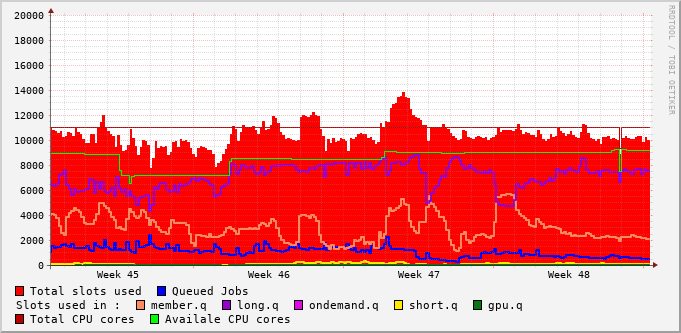 20000
18000
16000
14000
12000
10000
8000
6000
4000
2000
0
Week 45 Week 46 Week 47 Week 48
Total slots used Queued Jobs
Slots used in : member.q long.q ondemand.q short.q gpu.q
Total CPU cores Availale CPU cores
RRDTOOL / TOBI OETIKER